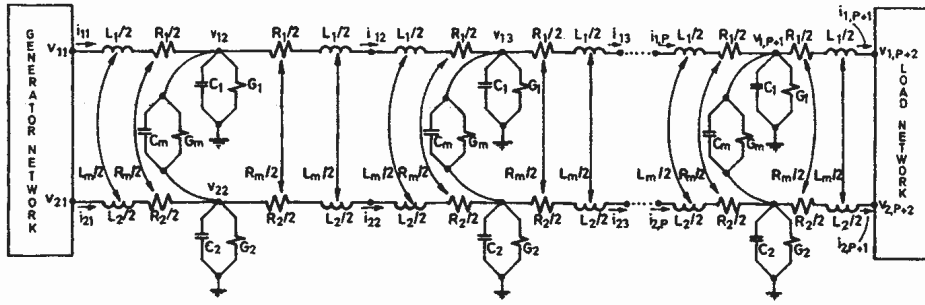 GENERATOR NETWORK
i11 L1/2 R1/2 v12 R1/2 L1/2 i12 L1/2 R1/2 v13 R1/2 L1/2 i13 i1,P L1/2 R1/2 v1,P+1 R1/2 L1/2 i1,P+1
v11 v1,P+2
C1 G1 C1 G1 C1 G1
Cm Gm Cm Gm Cm Gm
Lm/2 Rm/2 Rm/2 Lm/2 Lm/2 Rm/2 Rm/2 Lm/2 Lm/2 Rm/2 Rm/2 Lm/2
v21 v22 v2,P+2
i21 L2/2 R2/2 R2/2 L2/2 i22 L2/2 R2/2 R2/2 L2/2 i23 i2,P L2/2 R2/2 R2/2 L2/2 i2,P+1
C2 G2 C2 G2 C2 G2
LOAD NETWORK